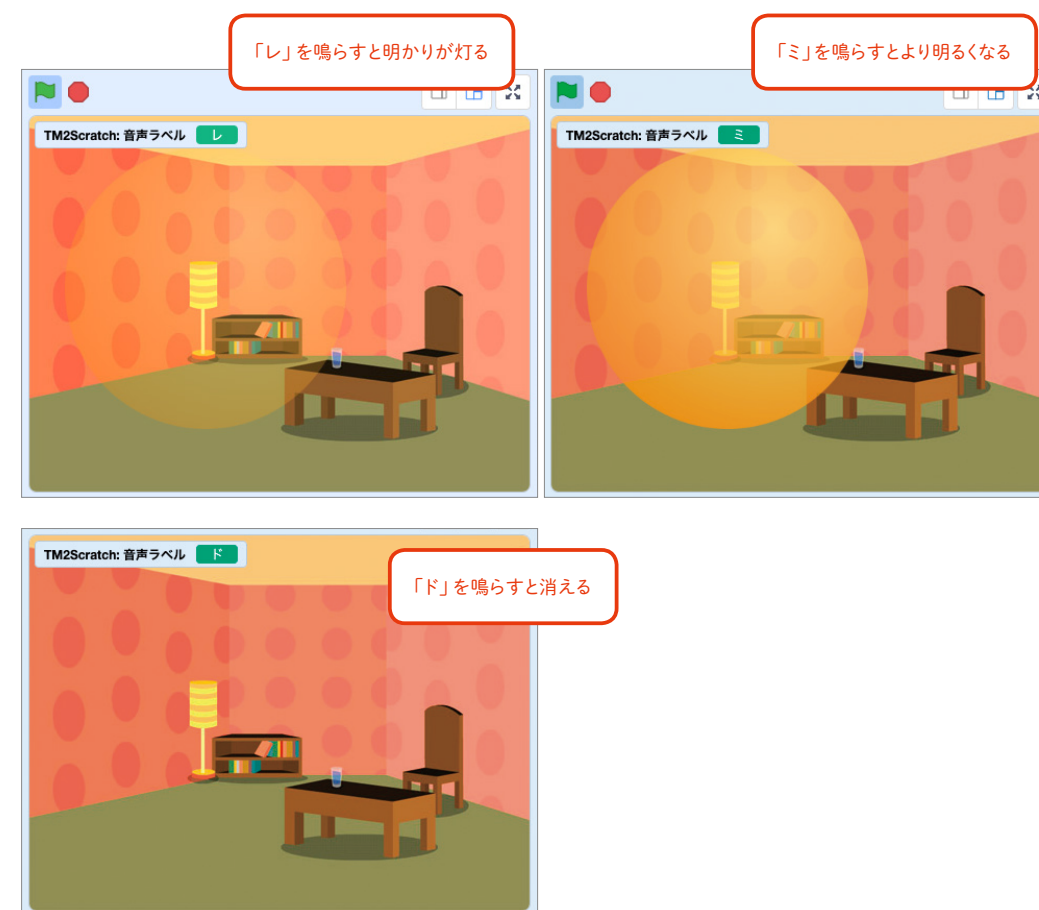 「レ」を鳴らすと明かりが灯る
「ミ」を鳴らすとより明るくなる
TM2Scratch: 音声ラベル レ
TM2Scratch: 音声ラベル ミ
TM2Scratch: 音声ラベル ド
「ド」を鳴らすと消える